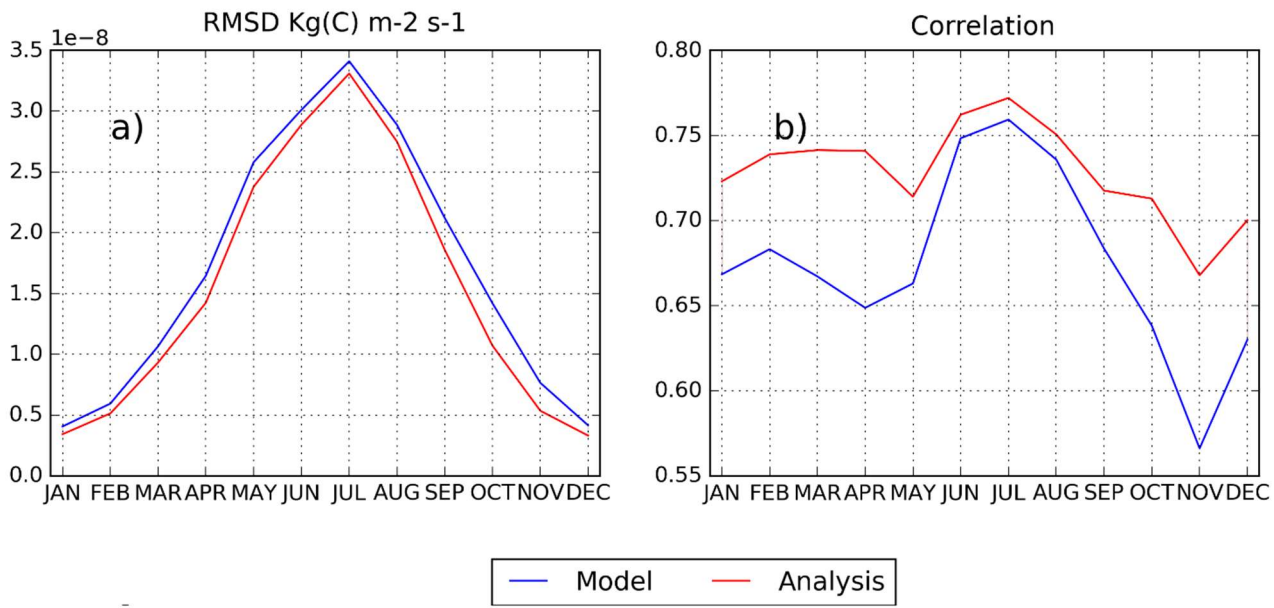 RMSD Kg(C) m-2 s-1
1e−8
3.5
3.0
2.5
2.0
1.5
1.0
0.5
0.0
a)
JAN FEB MAR APR MAY JUN JUL AUG SEP OCT NOV DEC
Correlation
0.80
0.75
0.70
0.65
0.60
0.55
b)
JAN FEB MAR APR MAY JUN JUL AUG SEP OCT NOV DEC
Model Analysis